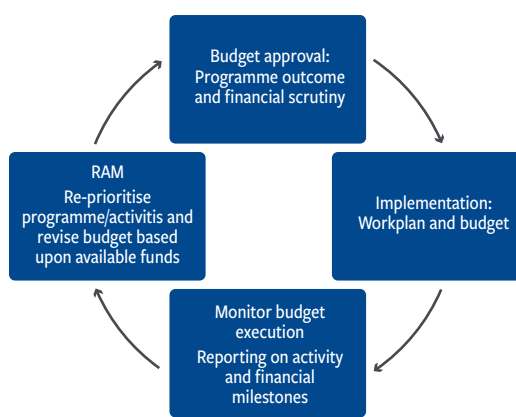 Budget approval:
Programme outcome
and financial scrutiny
RAM
Re-prioritise
programme/activitis and
revise budget based
upon available funds
Implementation:
Workplan and budget
Monitor budget
execution
Reporting on activity
and financial
milestones